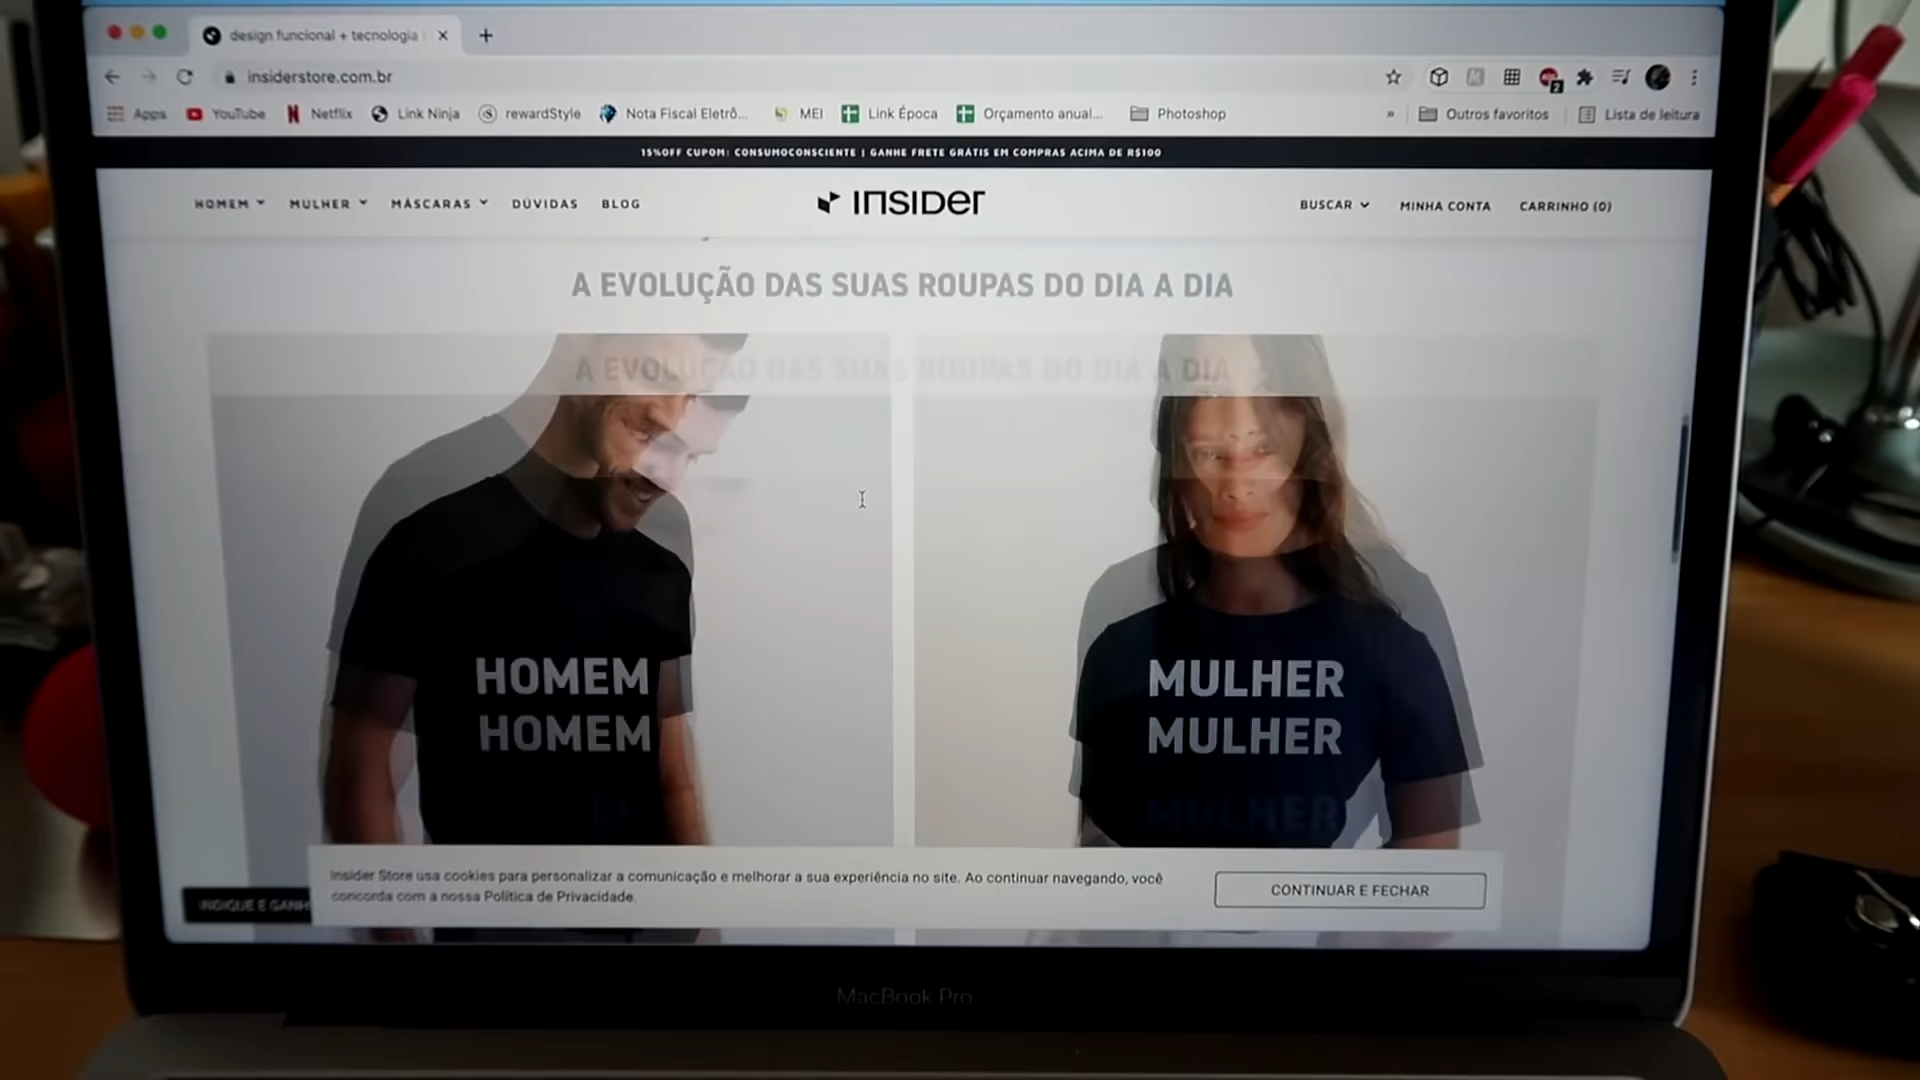 design funcional + tecnologia
insiderstore.com.br
Apps YouTube Netflix Link Ninja rewardStyle Nota Fiscal Eletrô... MEI Link Época Orçamento anual... Photoshop » Outros favoritos Lista de leitura
15%OFF CUPOM: CONSUMOCONSCIENTE | GANHE FRETE GRÁTIS EM COMPRAS ACIMA DE R$100
HOMEM MULHER MÁSCARAS DÚVIDAS BLOG INSIDER BUSCAR MINHA CONTA CARRINHO (0)
A EVOLUÇÃO DAS SUAS ROUPAS DO DIA A DIA
A EVOLUÇÃO DAS SUAS ROUPAS DO DIA A DIA
HOMEM MULHER
HOMEM MULHER
MULHER
Insider Store usa cookies para personalizar a comunicação e melhorar a sua experiência no site. Ao continuar navegando, você
concorda com a nossa Política de Privacidade.
CONTINUAR E FECHAR
INDIQUE E GANH
MacBook Pro